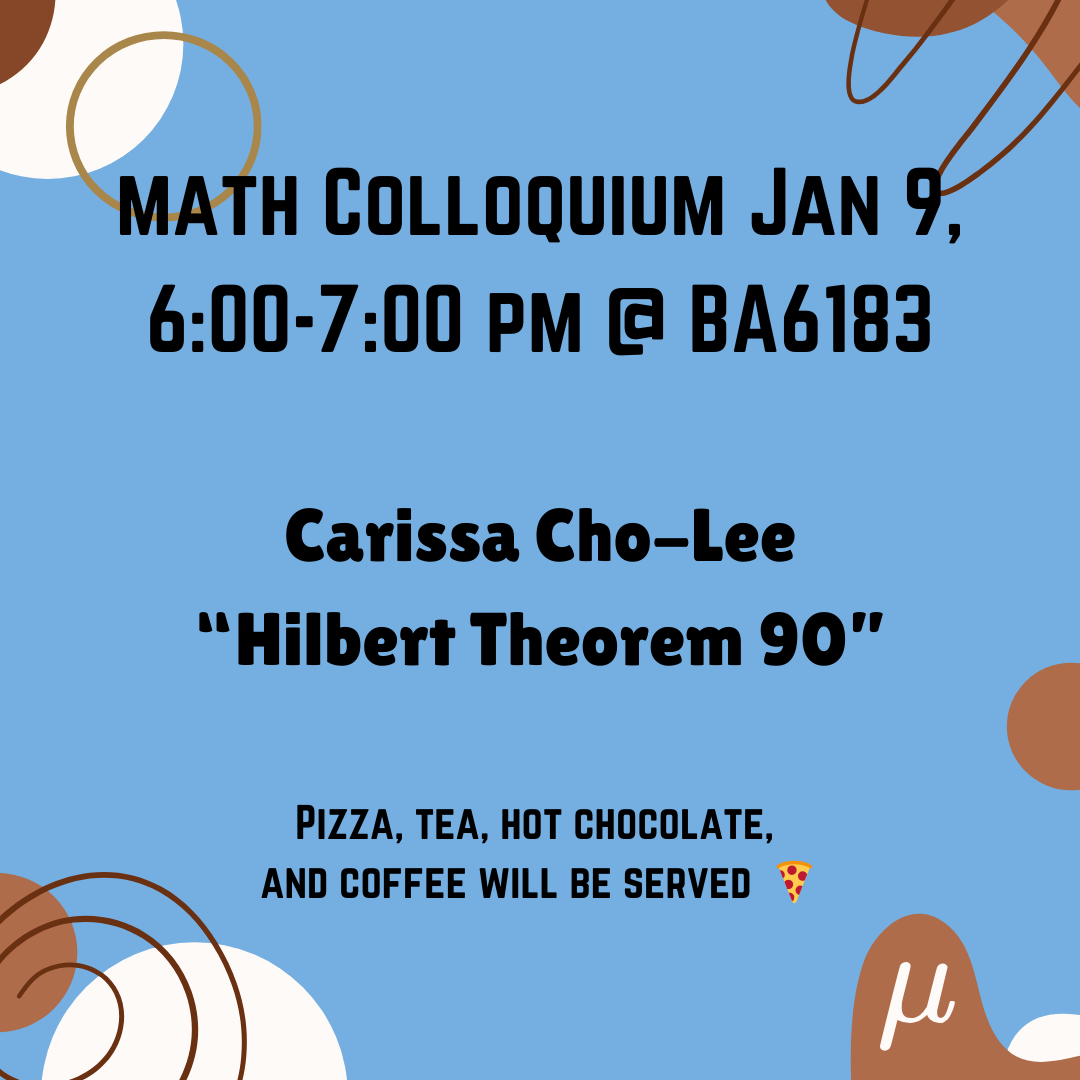 Math Colloquium Jan 9,
6:00-7:00 pm @ BA6183
Carissa Cho-Lee
“Hilbert Theorem 90”
Pizza, tea, hot chocolate,
and coffee will be served 🍕
μ